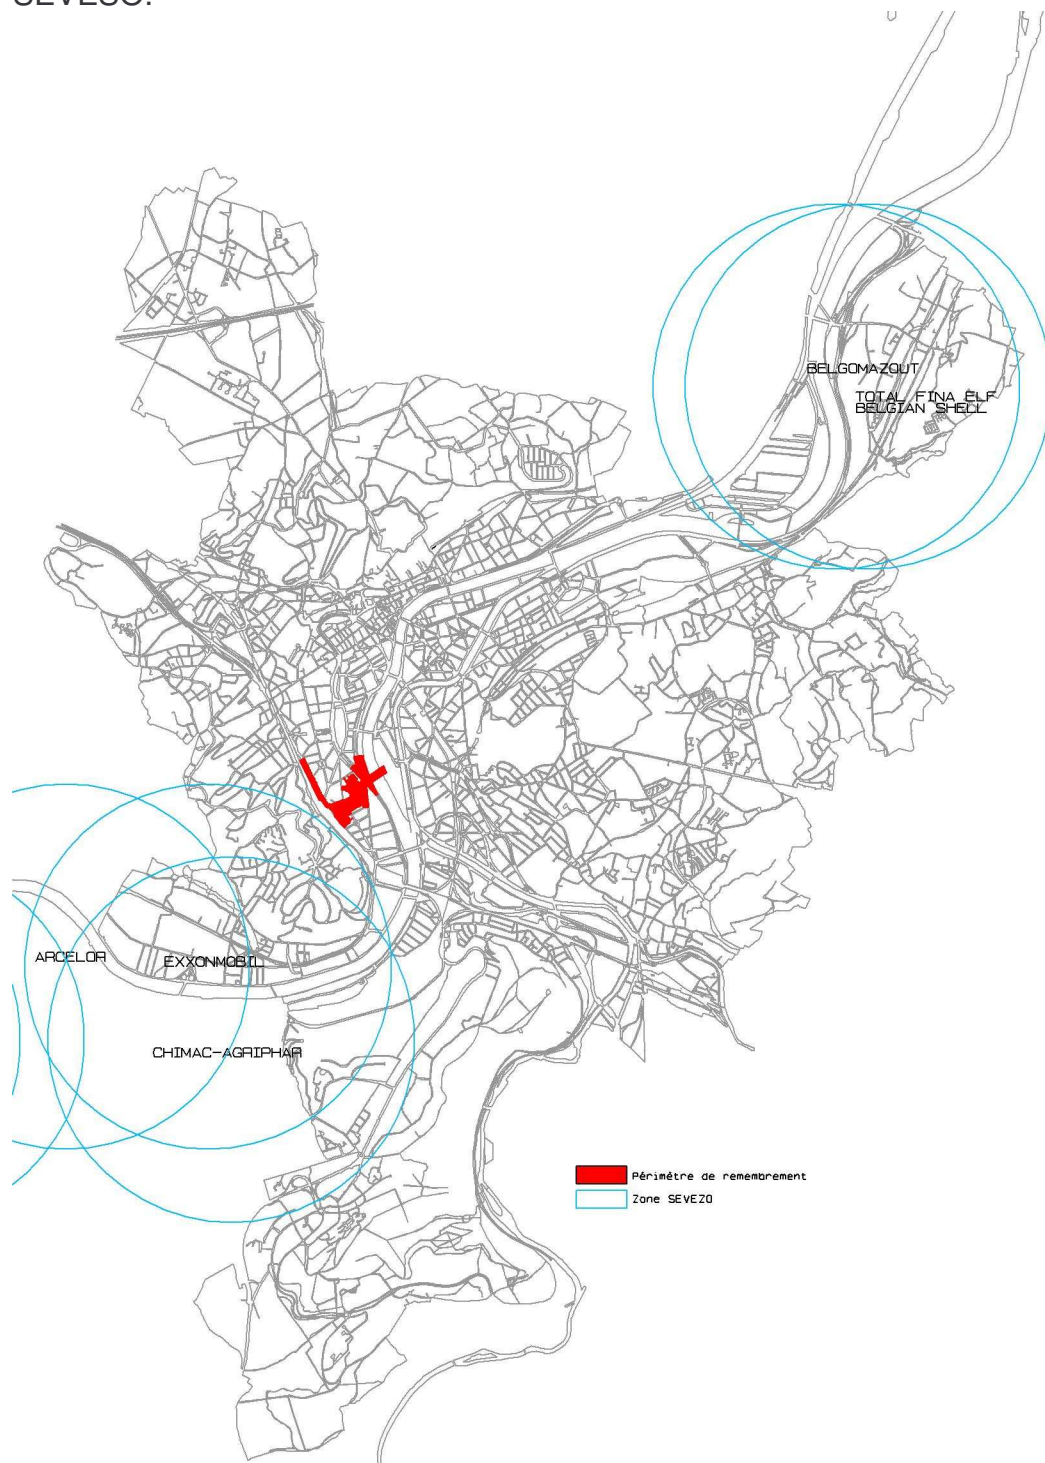 SEVESO.
BELGOMAZOUT
TOTAL FINA ELF
BELGIAN SHELL
ARCELOR
EXXONMOBIL
CHIMAC-AGRIPHAR
Périmètre de remembrement
Zone SEVEZO